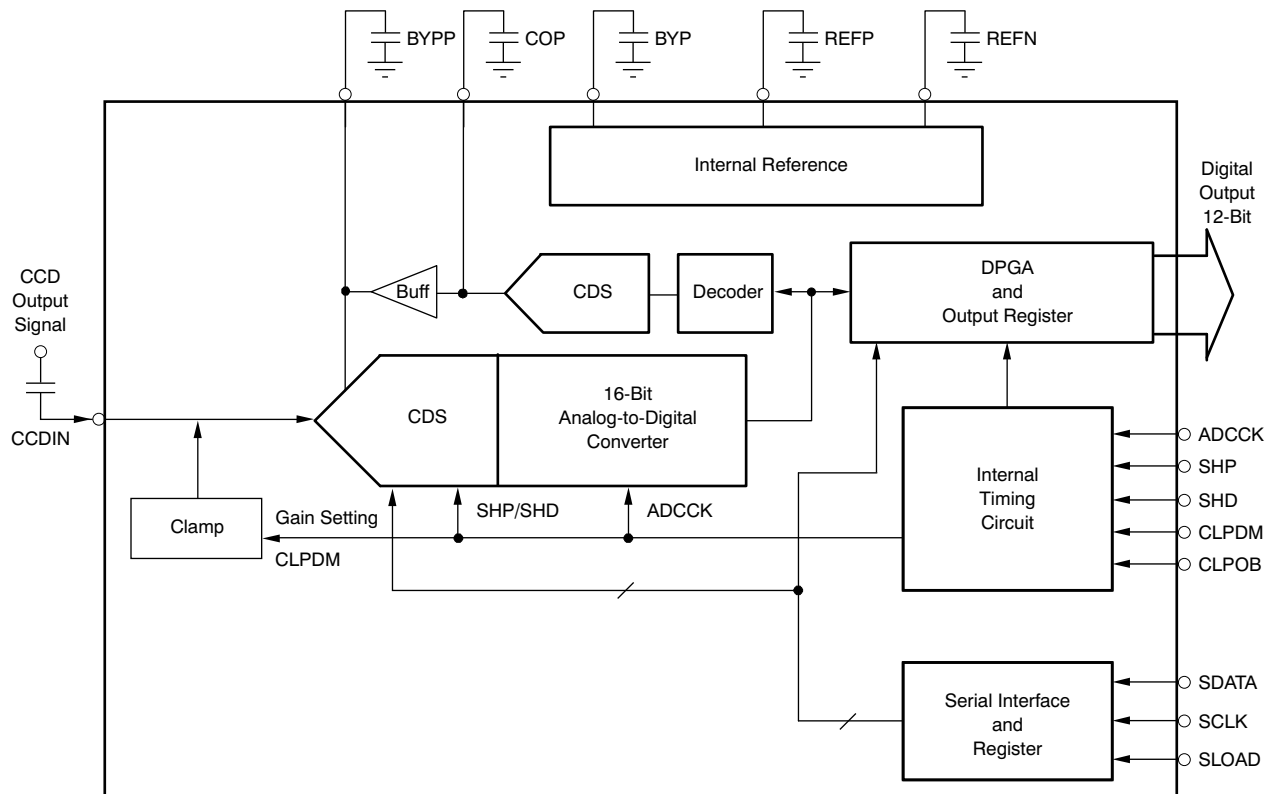 BYPP
COP
BYP
REFP
REFN
Internal Reference
Digital
Output
12-Bit
CCD
Output
Signal
Buff
CDS
Decoder
DPGA
and
Output Register
CCDIN
CDS
16-Bit
Analog-to-Digital
Converter
Internal
Timing
Circuit
ADCCK
SHP
SHD
CLPDM
CLPOB
Clamp
Gain Setting
CLPDM
SHP/SHD
ADCCK
Serial Interface
and
Register
SDATA
SCLK
SLOAD